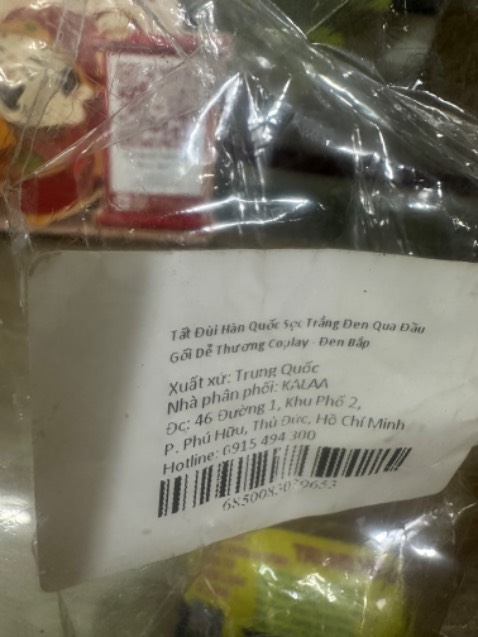 Tất Đùi Hàn Quốc Sọc Trắng Đen Qua Đầu
Gối Dễ Thương Coplay - Đen Bắp
Xuất xứ: Trung Quốc
Nhà phân phối: KALAA
Đc: 46 Đường 1, Khu Phố 2,
P. Phú Hữu, Thủ Đức, Hồ Chí Minh
Hotline: 0915 494 300